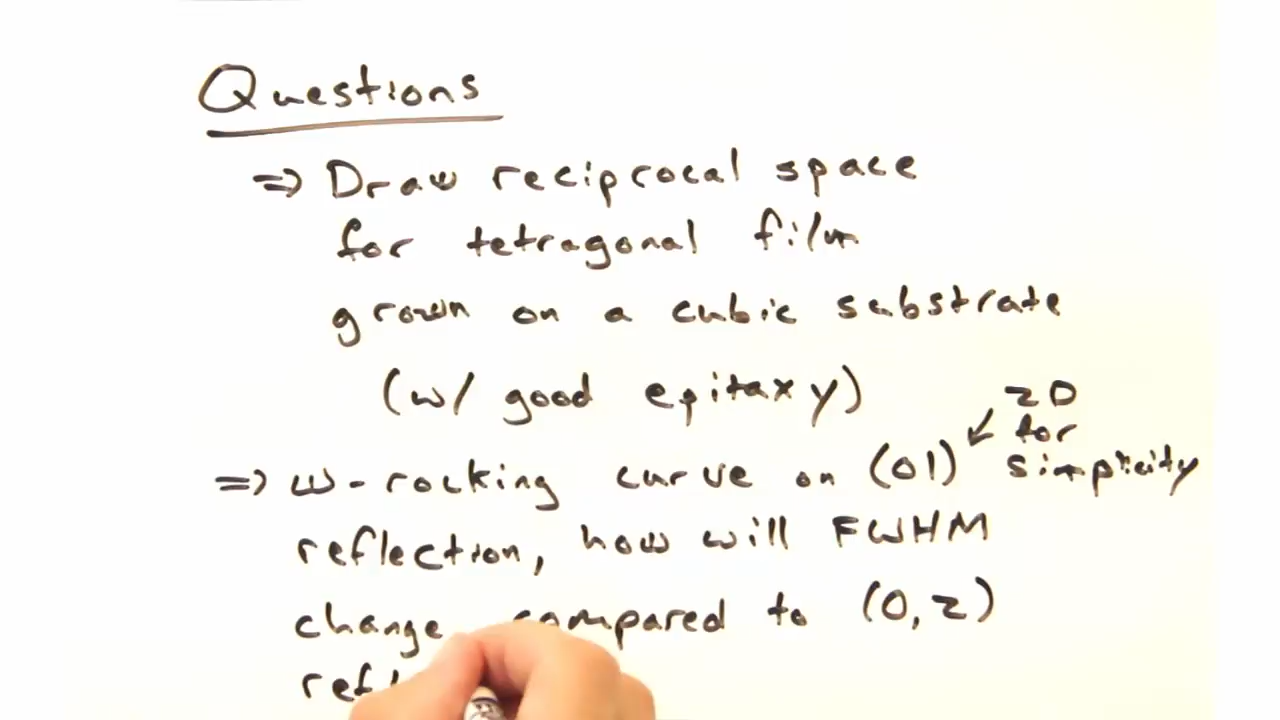 Questions
⇒ Draw reciprocal space
for tetragonal film
grown on a cubic substrate
(w/ good epitaxy)
⇒ ω-rocking curve on (01) ↙ 2D for simplicity
reflection, how will FWHM
change compared to (0,2)
refl